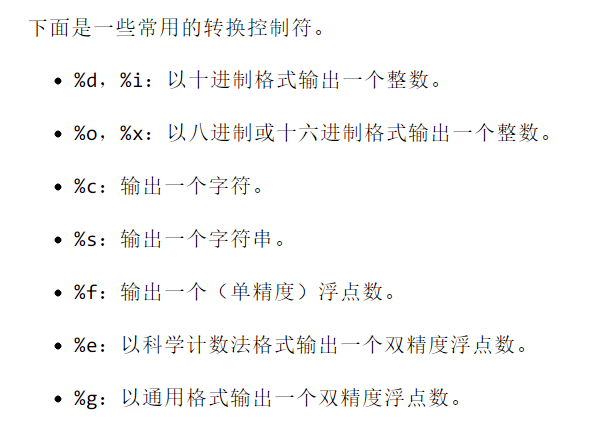 下面是一些常用的转换控制符。
• %d，%i：以十进制格式输出一个整数。
• %o，%x：以八进制或十六进制格式输出一个整数。
• %c：输出一个字符。
• %s：输出一个字符串。
• %f：输出一个（单精度）浮点数。
• %e：以科学计数法格式输出一个双精度浮点数。
• %g：以通用格式输出一个双精度浮点数。